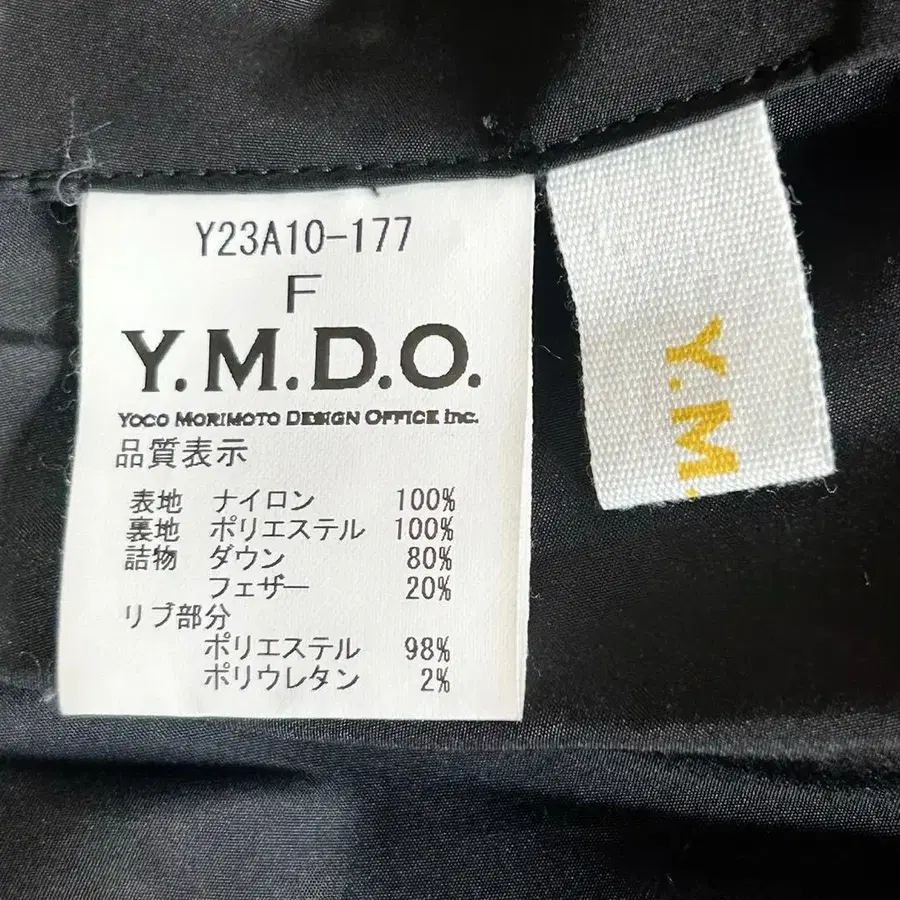 Y23A10-177
F
Y.M.D.O.
YOCO MORIMOTO DESIGN OFFICE Inc.
品質表示
表地 ナイロン 100%
裏地 ポリエステル 100%
詰物 ダウン 80%
フェザー 20%
リブ部分
ポリエステル 98%
ポリウレタン 2%
Y.M.